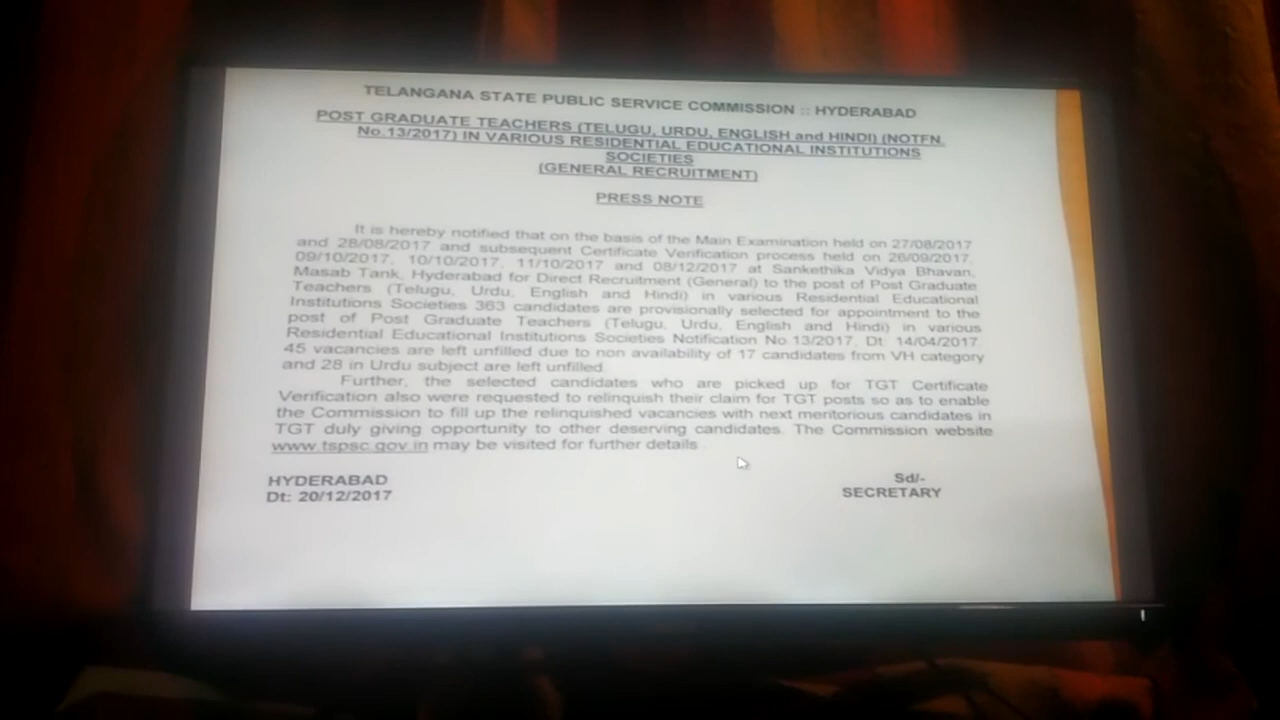 TELANGANA STATE PUBLIC SERVICE COMMISSION :: HYDERABAD
POST GRADUATE TEACHERS (TELUGU, URDU, ENGLISH and HINDI) (NOTFN.
No.13/2017) IN VARIOUS RESIDENTIAL EDUCATIONAL INSTITUTIONS
SOCIETIES
(GENERAL RECRUITMENT)
PRESS NOTE
It is hereby notified that on the basis of the Main Examination held on 27/08/2017
and 28/08/2017 and subsequent Certificate Verification process held on 26/09/2017,
09/10/2017, 10/10/2017, 11/10/2017 and 08/12/2017 at Sankethika Vidya Bhavan,
Masab Tank, Hyderabad for Direct Recruitment (General) to the post of Post Graduate
Teachers (Telugu, Urdu, English and Hindi) in various Residential Educational
Institutions Societies 363 candidates are provisionally selected for appointment to the
post of Post Graduate Teachers (Telugu, Urdu, English and Hindi) in various
Residential Educational Institutions Societies Notification No.13/2017, Dt: 14/04/2017.
45 vacancies are left unfilled due to non availability of 17 candidates from VH category
and 28 in Urdu subject are left unfilled.
Further, the selected candidates who are picked up for TGT Certificate
Verification also were requested to relinquish their claim for TGT posts so as to enable
the Commission to fill up the relinquished vacancies with next meritorious candidates in
TGT duly giving opportunity to other deserving candidates. The Commission website
www.tspsc.gov.in may be visited for further details.
HYDERABAD
Dt: 20/12/2017
Sd/-
SECRETARY